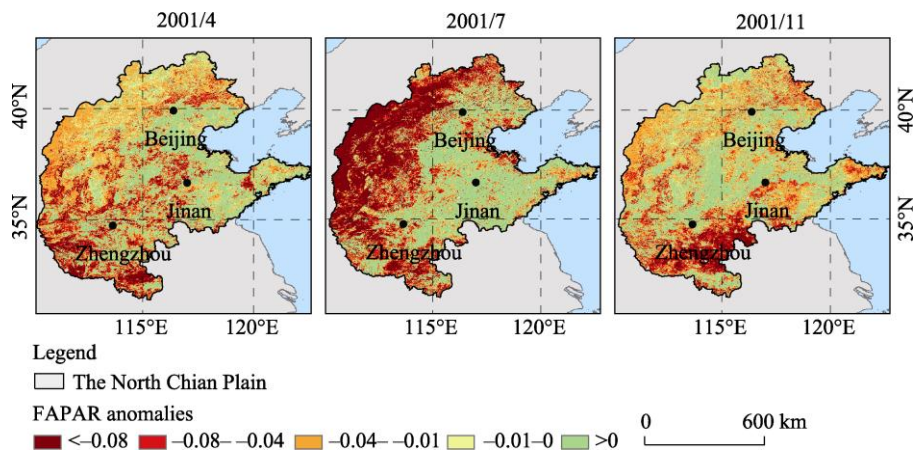 2001/4
2001/7
2001/11
40°N
35°N
Beijing
Jinan
Zhengzhou
115°E
120°E
Beijing
Jinan
Zhengzhou
115°E
120°E
Beijing
Jinan
Zhengzhou
115°E
120°E
40°N
35°N
Legend
The North Chian Plain
FAPAR anomalies
<–0.08 –0.08– –0.04 –0.04– –0.01 –0.01–0 >0
0 600 km